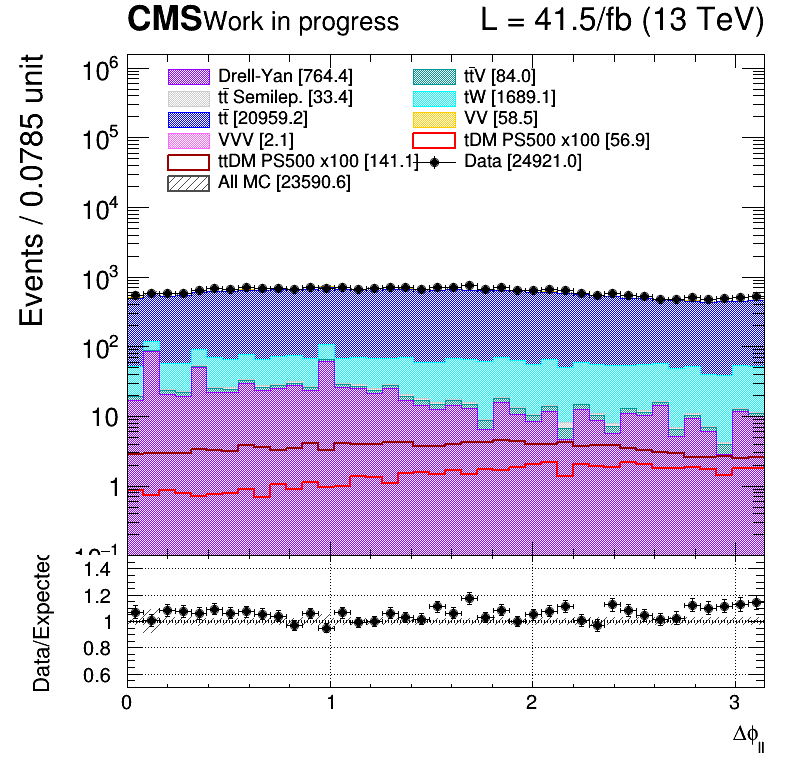 CMS Work in progress L = 41.5/fb (13 TeV)
Events / 0.0785 unit
Drell-Yan [764.4] tt̄V [84.0]
tt̄ Semilep. [33.4] tW [1689.1]
tt̄ [20959.2] VV [58.5]
VVV [2.1] tDM PS500 x100 [56.9]
ttDM PS500 x100 [141.1] Data [24921.0]
All MC [23590.6]
10⁶
10⁵
10⁴
10³
10²
10
1
10⁻¹
Data/Expected
1.4
1.2
1
0.8
0.6
0 1 2 3
Δϕ_ll